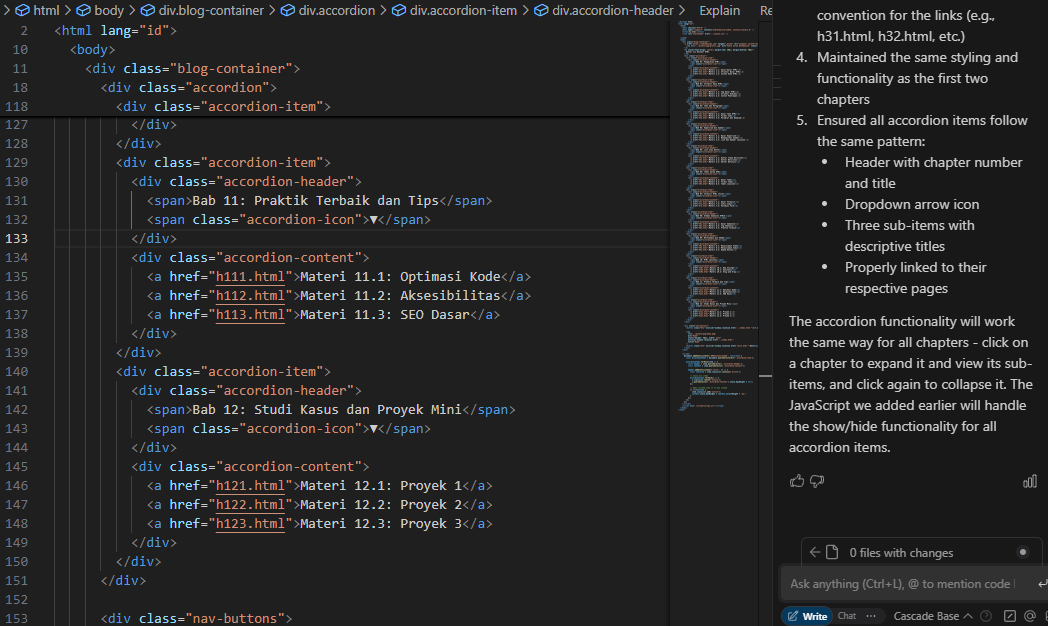 html > body > div.blog-container > div.accordion > div.accordion-item > div.accordion-header > Explain Re
2 <html lang="id">
10 <body>
11 <div class="blog-container">
18 <div class="accordion">
118 <div class="accordion-item">
127 </div>
128 </div>
129 <div class="accordion-item">
130 <div class="accordion-header">
131 <span>Bab 11: Praktik Terbaik dan Tips</span>
132 <span class="accordion-icon">▼</span>
133 </div>
134 <div class="accordion-content">
135 <a href="h111.html">Materi 11.1: Optimasi Kode</a>
136 <a href="h112.html">Materi 11.2: Aksesibilitas</a>
137 <a href="h113.html">Materi 11.3: SEO Dasar</a>
138 </div>
139 </div>
140 <div class="accordion-item">
141 <div class="accordion-header">
142 <span>Bab 12: Studi Kasus dan Proyek Mini</span>
143 <span class="accordion-icon">▼</span>
144 </div>
145 <div class="accordion-content">
146 <a href="h121.html">Materi 12.1: Proyek 1</a>
147 <a href="h122.html">Materi 12.2: Proyek 2</a>
148 <a href="h123.html">Materi 12.3: Proyek 3</a>
149 </div>
150 </div>
151 </div>
152
153 <div class="nav-buttons">
convention for the links (e.g.,
h31.html, h32.html, etc.)
4. Maintained the same styling and
functionality as the first two
chapters
5. Ensured all accordion items follow
the same pattern:
• Header with chapter number
and title
• Dropdown arrow icon
• Three sub-items with
descriptive titles
• Properly linked to their
respective pages
The accordion functionality will work
the same way for all chapters - click on
a chapter to expand it and view its sub-
items, and click again to collapse it. The
JavaScript we added earlier will handle
the show/hide functionality for all
accordion items.
0 files with changes
Ask anything (Ctrl+L), @ to mention code
Write Chat ··· Cascade Base